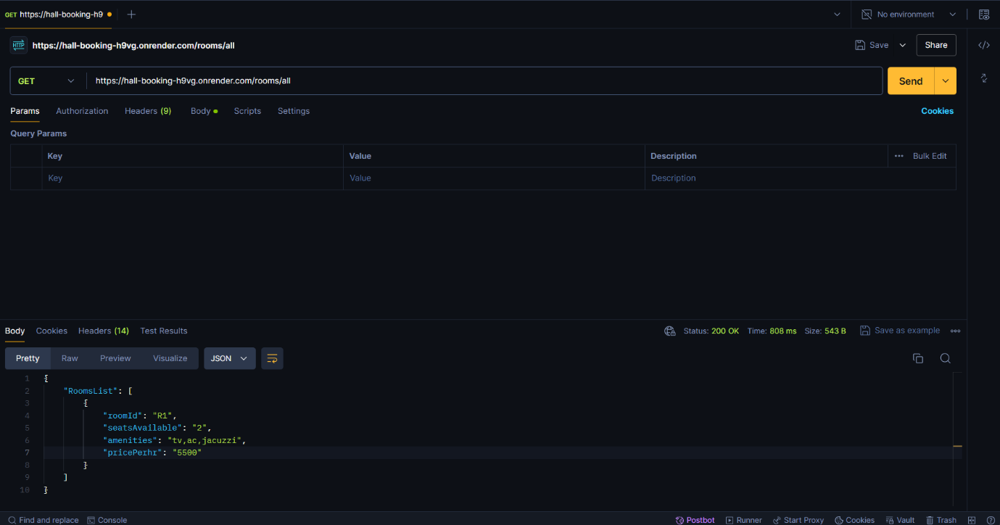 GET https://hall-booking-h9
No environment
HTTP https://hall-booking-h9vg.onrender.com/rooms/all
Save
Share
GET https://hall-booking-h9vg.onrender.com/rooms/all
Send
Params Authorization Headers (9) Body Scripts Settings
Cookies
Query Params
Key Value Description ••• Bulk Edit
Key Value Description
Body Cookies Headers (14) Test Results
Status: 200 OK Time: 808 ms Size: 543 B Save as example
Pretty Raw Preview Visualize JSON
1 {
2 "RoomsList": [
3 {
4 "roomId": "R1",
5 "seatsAvailable": "2",
6 "amenities": "tv,ac,jacuzzi",
7 "pricePerhr": "5500"
8 }
9 ]
10 }
Find and replace Console
Postbot Runner Start Proxy Cookies Vault Trash